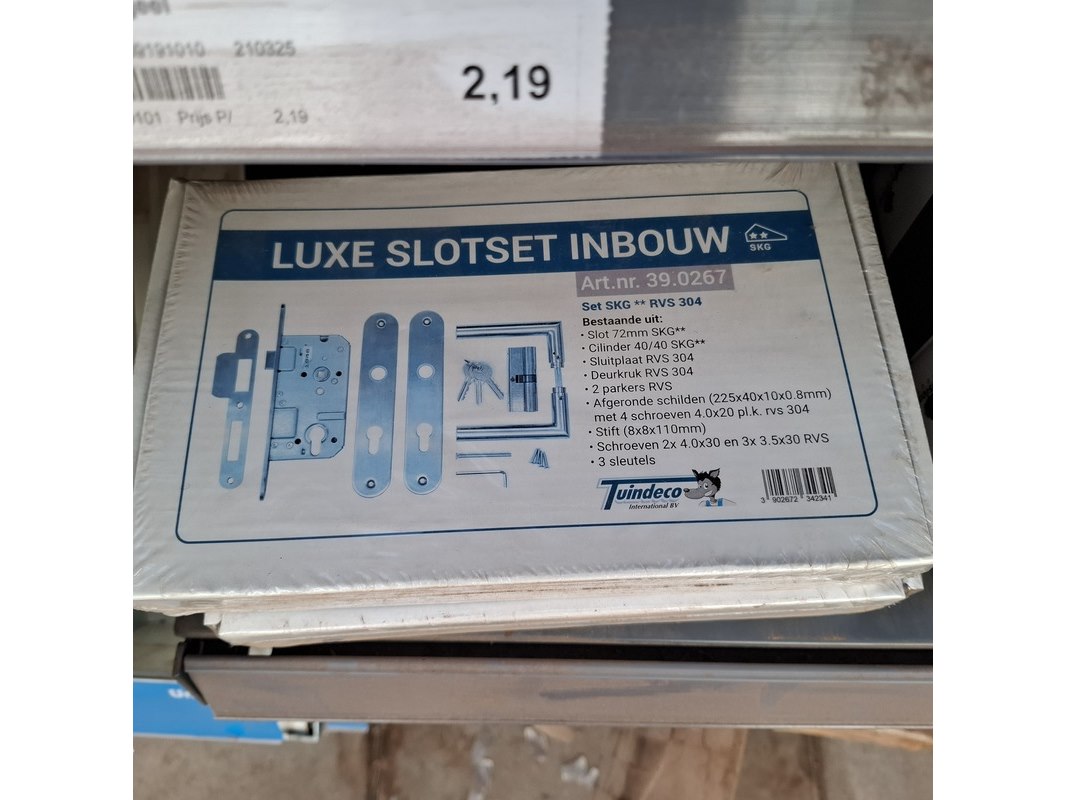 9191010 210325
2,19
0101 Prijs P/ 2,19
LUXE SLOTSET INBOUW
SKG
Art.nr. 39.0267
Set SKG ** RVS 304
Bestaande uit:
· Slot 72mm SKG**
· Cilinder 40/40 SKG**
· Sluitplaat RVS 304
· Deurkruk RVS 304
· 2 parkers RVS
· Afgeronde schilden (225x40x10x0.8mm)
met 4 schroeven 4.0x20 pl.k. rvs 304
· Stift (8x8x110mm)
· Schroeven 2x 4.0x30 en 3x 3.5x30 RVS
· 3 sleutels
Tuindeco
International BV
3 902672 342341